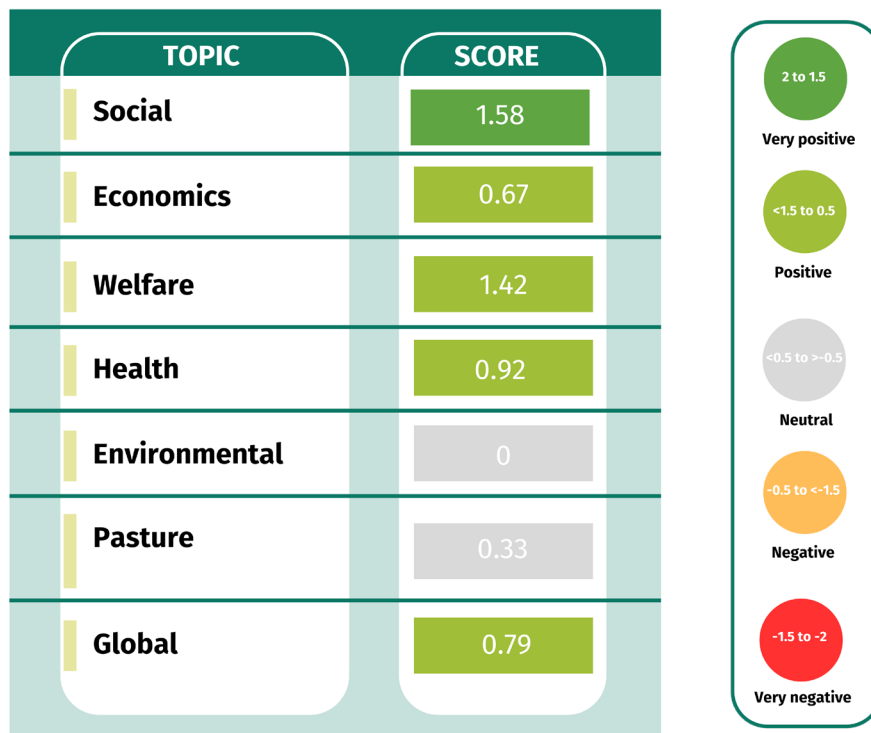 TOPIC SCORE
Social 1.58
Economics 0.67
Welfare 1.42
Health 0.92
Environmental 0
Pasture 0.33
Global 0.79
2 to 1.5
Very positive
<1.5 to 0.5
Positive
<0.5 to >-0.5
Neutral
-0.5 to <-1.5
Negative
-1.5 to -2
Very negative